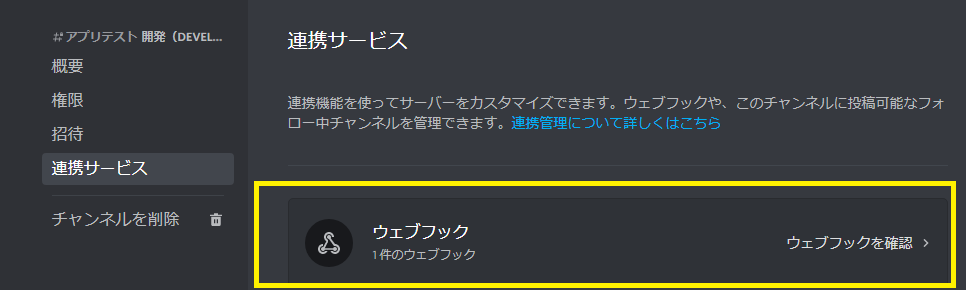 #アプリテスト 開発（DEVEL...
概要
権限
招待
連携サービス
チャンネルを削除
連携サービス
連携機能を使ってサーバーをカスタマイズできます。ウェブフックや、このチャンネルに投稿可能なフォ
ロー中チャンネルを管理できます。連携管理について詳しくはこちら
ウェブフック
1件のウェブフック
ウェブフックを確認